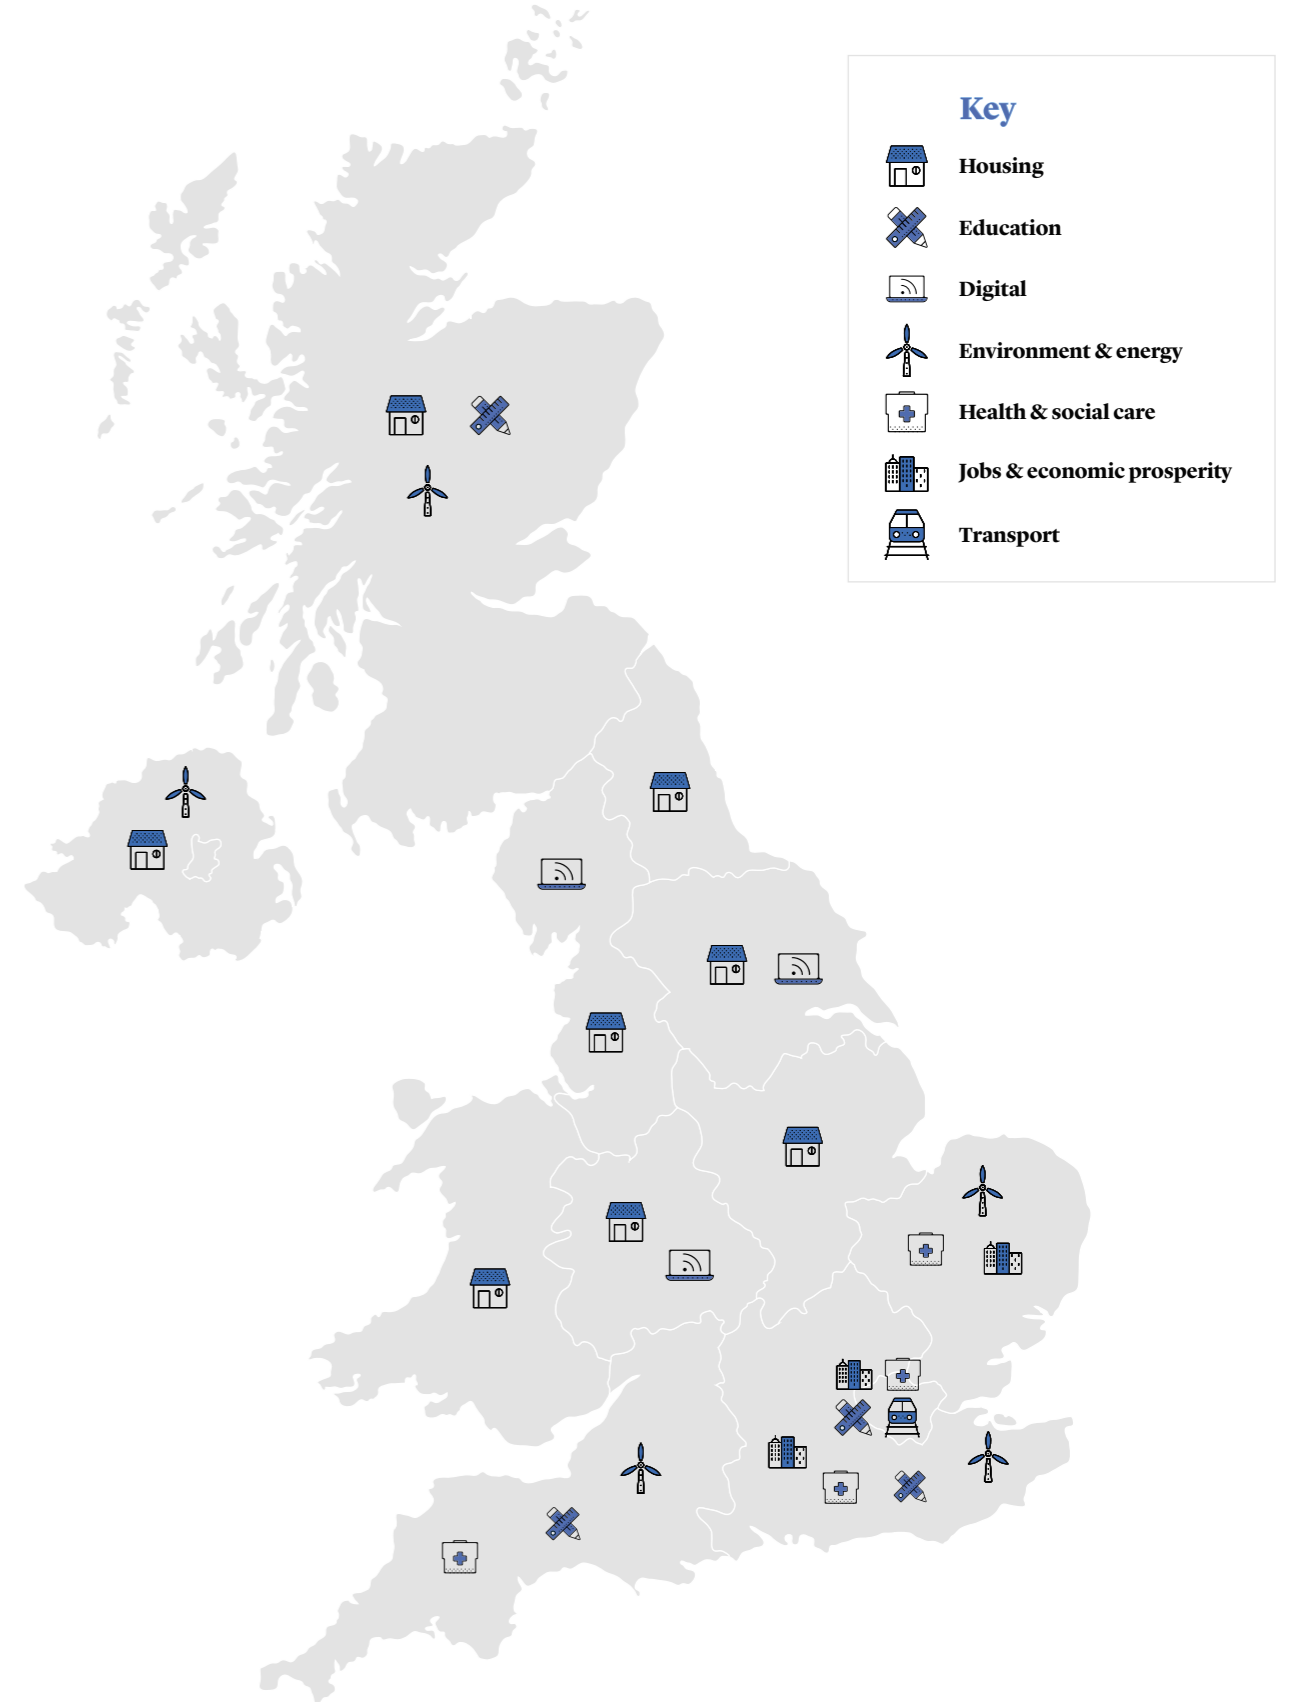 Key
Housing
Education
Digital
Environment & energy
Health & social care
Jobs & economic prosperity
Transport